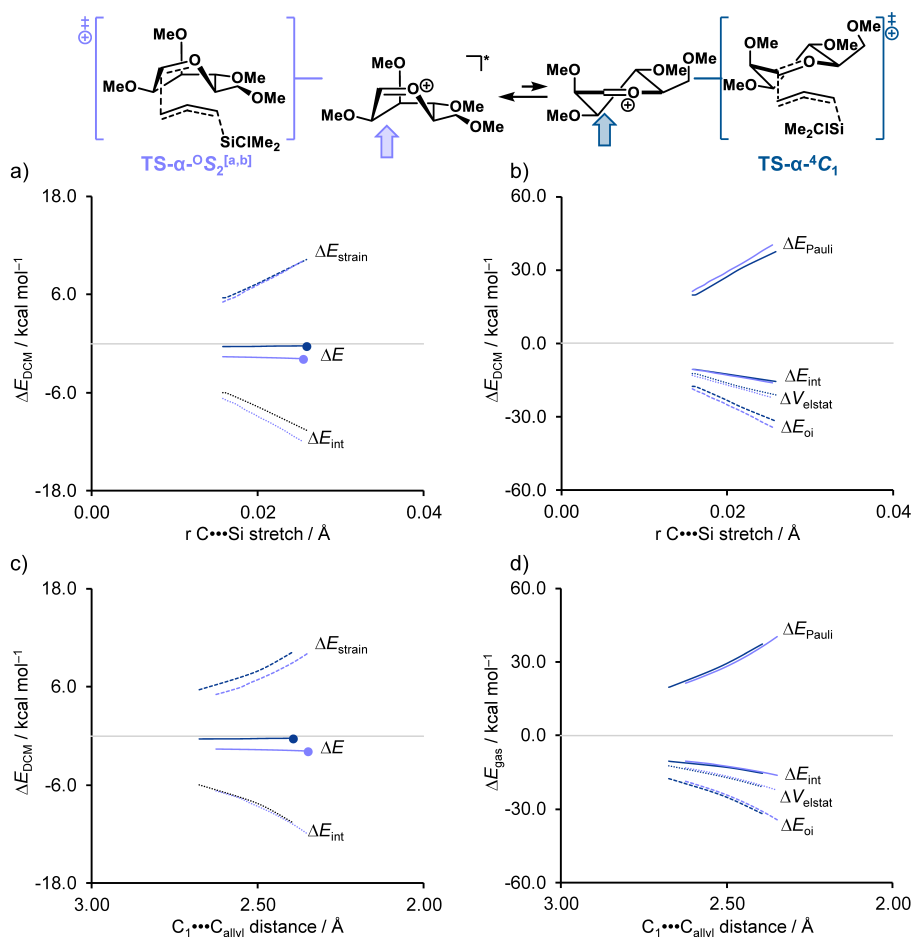 ‡
⊕
MeO
O
MeO
OMe
OMe
SiClMe2
TS-α-OS2[a,b]
MeO
⊕
O
MeO
OMe
OMe
]*
OMe
OMe
OMe
MeO
O
⊕
OMe
OMe
OMe
OMe
O
MeO
Me2ClSi
‡
⊕
TS-α-4C1
a)
18.0
6.0
-6.0
-18.0
0.00
0.02
0.04
ΔEDCM / kcal mol–1
r C•••Si stretch / Å
ΔEstrain
ΔE
ΔEint
b)
60.0
30.0
0.0
-30.0
-60.0
0.00
0.02
0.04
ΔEDCM / kcal mol–1
r C•••Si stretch / Å
ΔEPauli
ΔEint
ΔVelstat
ΔEoi
c)
18.0
6.0
-6.0
-18.0
3.00
2.50
2.00
ΔEDCM / kcal mol–1
C1•••Callyl distance / Å
ΔEstrain
ΔE
ΔEint
d)
60.0
30.0
0.0
-30.0
-60.0
3.00
2.50
2.00
ΔEgas / kcal mol–1
C1•••Callyl distance / Å
ΔEPauli
ΔEint
ΔVelstat
ΔEoi